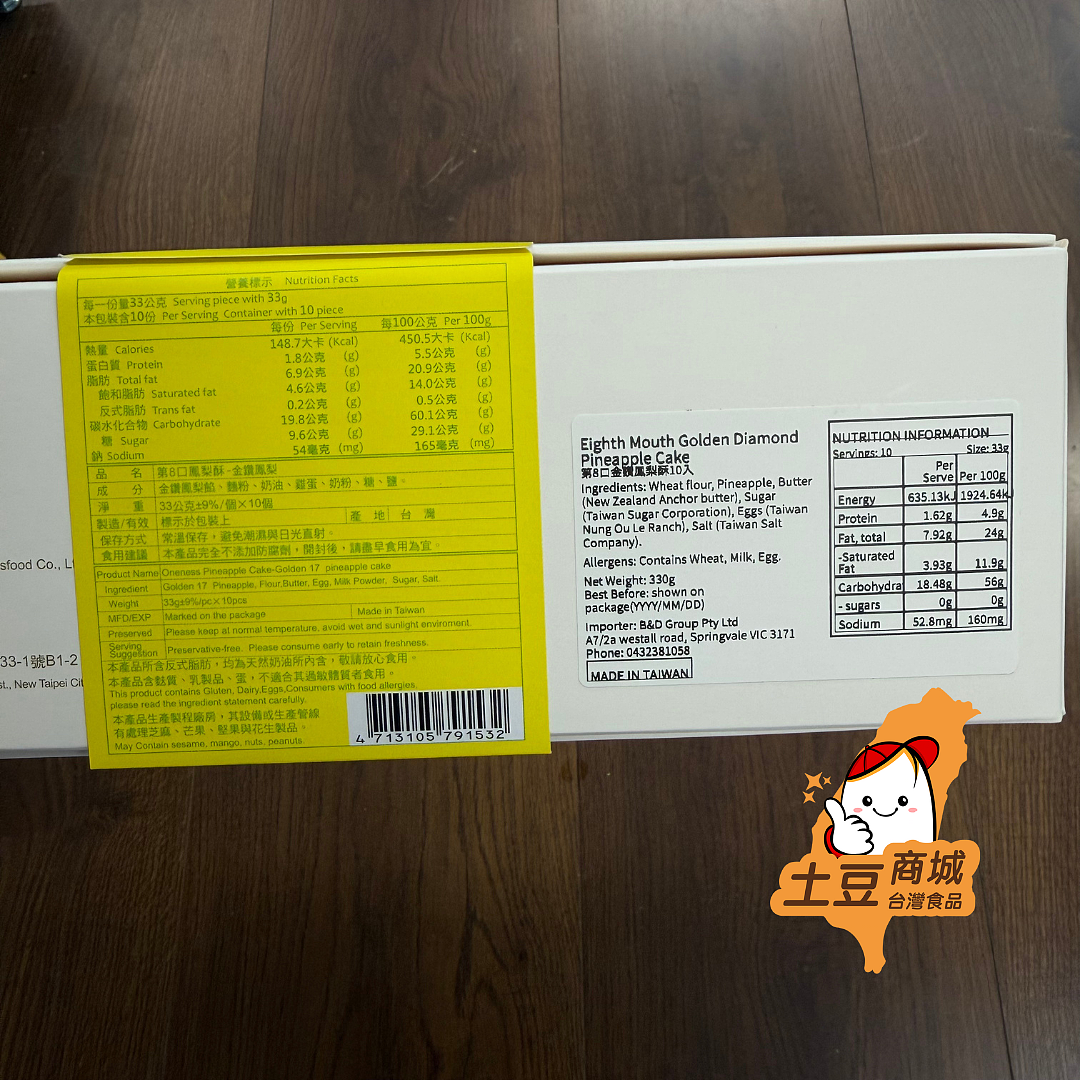 營養標示 Nutrition Facts
每一份量33公克 Serving piece with 33g
本包裝含10份 Per Serving Container with 10 piece
每份 Per Serving 每100公克 Per 100g
熱量 Calories 148.7大卡 (Kcal) 450.5大卡 (Kcal)
蛋白質 Protein 1.8公克 (g) 5.5公克 (g)
脂肪 Total fat 6.9公克 (g) 20.9公克 (g)
飽和脂肪 Saturated fat 4.6公克 (g) 14.0公克 (g)
反式脂肪 Trans fat 0.2公克 (g) 0.5公克 (g)
碳水化合物 Carbohydrate 19.8公克 (g) 60.1公克 (g)
糖 Sugar 9.6公克 (g) 29.1公克 (g)
鈉 Sodium 54毫克 (mg) 165毫克 (mg)
品名 第8口鳳梨酥-金鑽鳳梨
成分 金鑽鳳梨餡、麵粉、奶油、雞蛋、奶粉、糖、鹽。
淨重 33公克±9%/個×10個
製造/有效 標示於包裝上 產地 台灣
保存方式 常溫保存，避免潮濕與日光直射。
食用建議 本產品完全不添加防腐劑，開封後，請盡早食用為宜。
Product Name Oneness Pineapple Cake-Golden 17 pineapple cake
Ingredient Golden 17 Pineapple, Flour,Butter, Egg, Milk Powder, Sugar, Salt.
Weight 33g±9%/pc×10pcs
MFD/EXP Marked on the package Made in Taiwan
Preserved Please keep at normal temperature, avoid wet and sunlight enviroment.
Serving Suggestion Preservative-free. Please consume early to retain freshness.
本產品所含反式脂肪，均為天然奶油所內含，敬請放心食用。
本產品含麩質、乳製品、蛋，不適合其過敏體質者食用。
This product contains Gluten, Dairy,Eggs,Consumers with food allergies,
please read the ingredient statement carefully.
本產品生產製程廠房，其設備或生產管線
有處理芝麻、芒果、堅果與花生製品。
May Contain sesame, mango, nuts, peanuts.
4 713105 791532
sfood Co., L
33-1號B1-2
st., New Taipei Cit
Eighth Mouth Golden Diamond
Pineapple Cake
第8口金鑽鳳梨酥10入
Ingredients: Wheat flour, Pineapple, Butter
(New Zealand Anchor butter), Sugar
(Taiwan Sugar Corporation), Eggs (Taiwan
Nung Ou Le Ranch), Salt (Taiwan Salt
Company).
Allergens: Contains Wheat, Milk, Egg.
Net Weight: 330g
Best Before: shown on
package(YYYY/MM/DD)
Importer: B&D Group Pty Ltd
A7/2a westall road, Springvale VIC 3171
Phone: 0432381058
MADE IN TAIWAN
NUTRITION INFORMATION
Servings: 10 Size: 33g
Per Serve Per 100g
Energy 635.13kJ 1924.64k
Protein 1.62g 4.9g
Fat, total 7.92g 24g
-Saturated Fat 3.93g 11.9g
Carbohydra 18.48g 56g
- sugars 0g 0g
Sodium 52.8mg 160mg
土豆商城
台灣食品